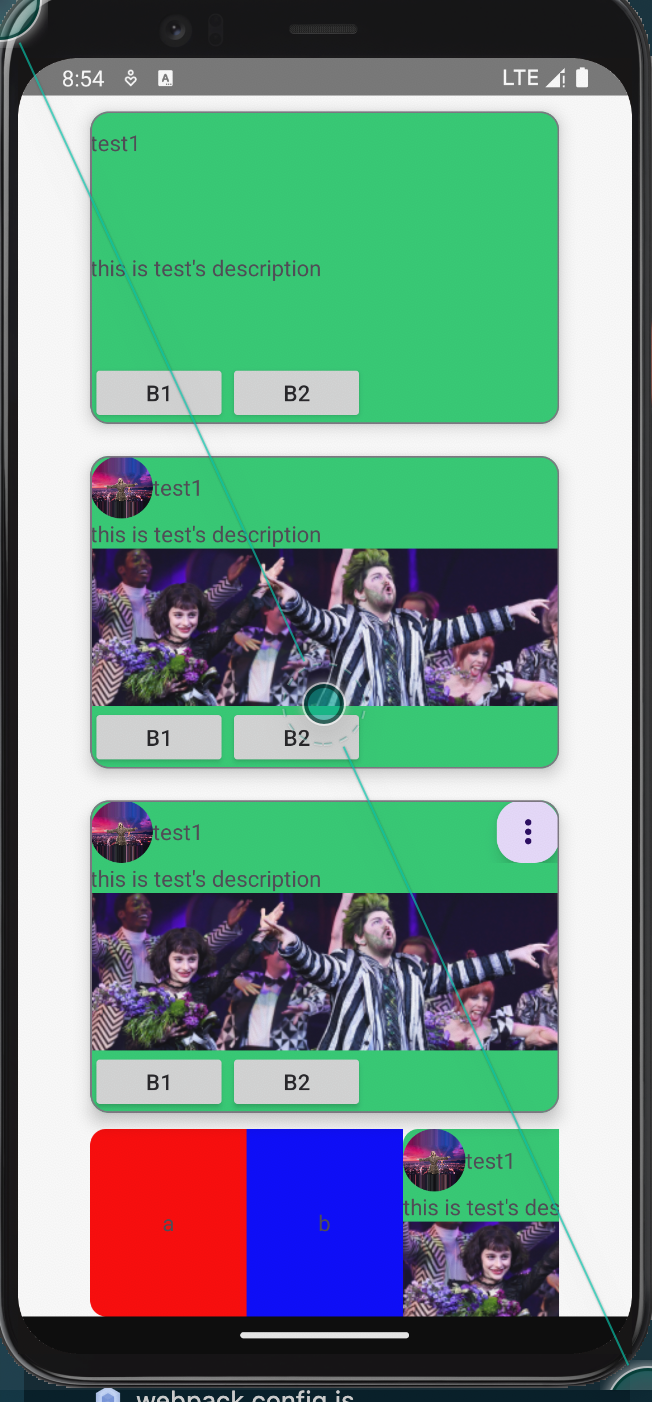 8:54 A LTE
test1
this is test's description
B1 B2
test1
this is test's description
B1 B2
test1
this is test's description
B1 B2
a b test1
this is test's des
webpack.config.js